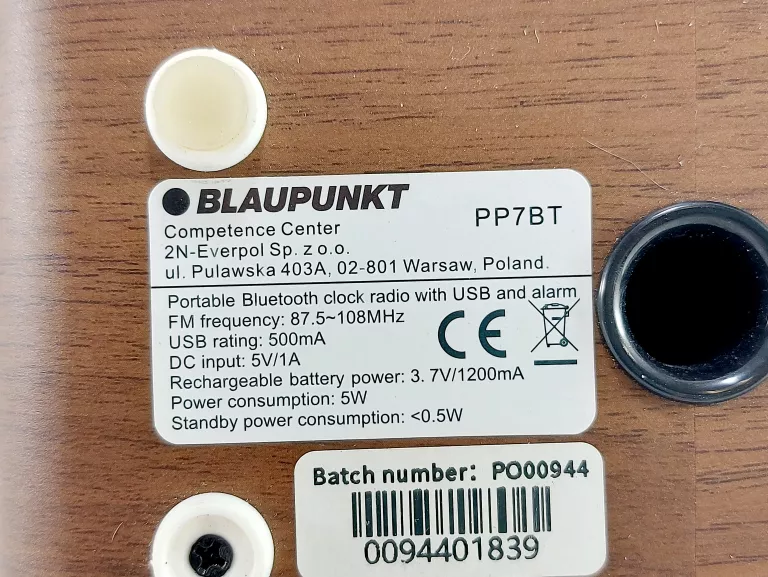 BLAUPUNKT
PP7BT
Competence Center
2N-Everpol Sp. z o.o.
ul. Pulawska 403A, 02-801 Warsaw, Poland.
Portable Bluetooth clock radio with USB and alarm
FM frequency: 87.5~108MHz
USB rating: 500mA
DC input: 5V/1A
Rechargeable battery power: 3. 7V/1200mA
Power consumption: 5W
Standby power consumption: <0.5W
CE
Batch number: PO00944
0094401839